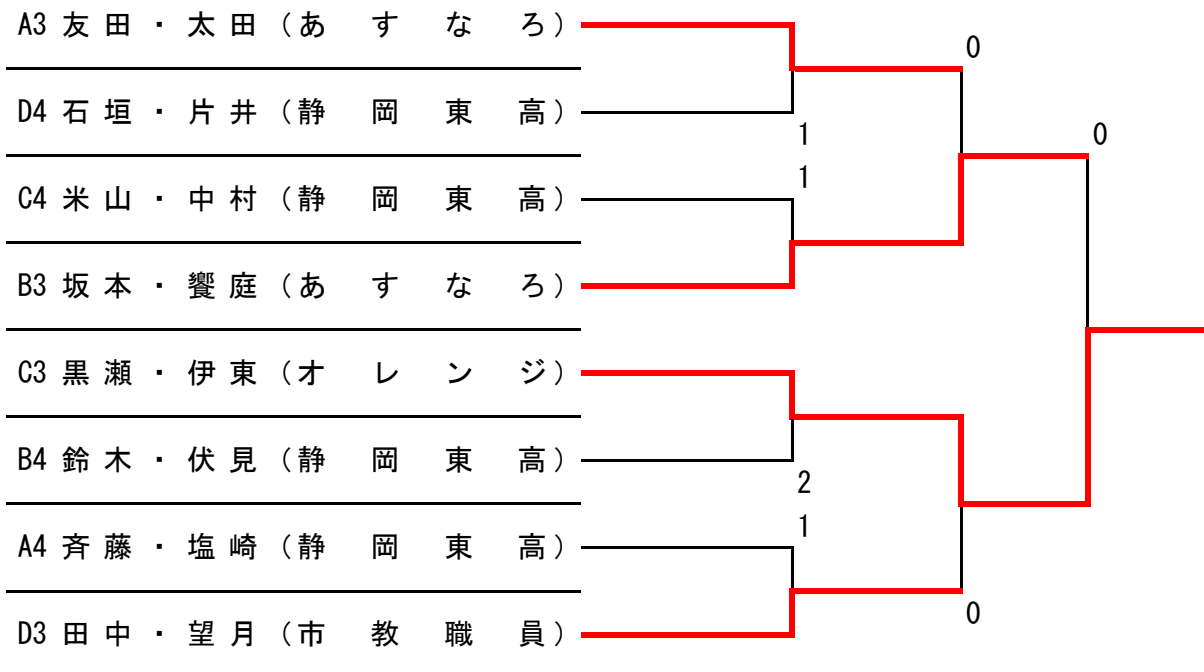 A3 友田・太田(あすなろ)
0
D4 石垣・片井(静岡東高)
1
0
1
C4 米山・中村(静岡東高)
B3 坂本・饗庭(あすなろ)
C3 黒瀬・伊東(オレンジ)
B4 鈴木・伏見(静岡東高)
2
1
A4 斉藤・塩崎(静岡東高)
0
D3 田中・望月(市教職員)